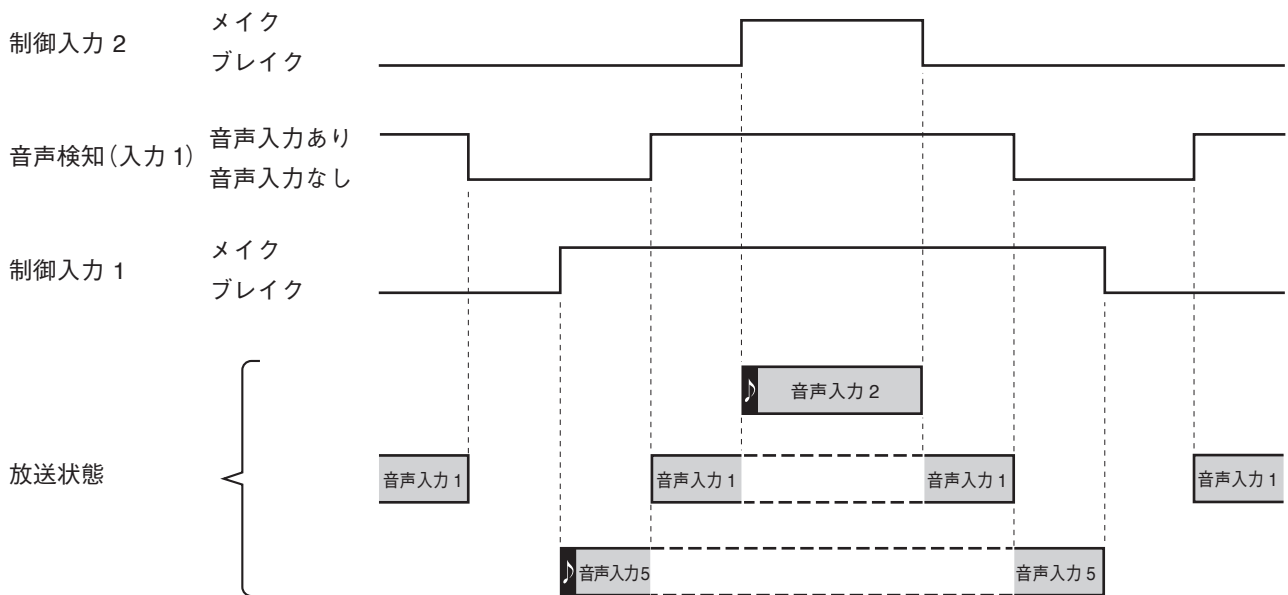 制御入力 2
メイク
ブレイク
音声検知（入力 1）
音声入力あり
音声入力なし
制御入力 1
メイク
ブレイク
放送状態
♪ 音声入力 2
音声入力 1
音声入力 1
音声入力 1
音声入力 1
♪ 音声入力5
音声入力 5